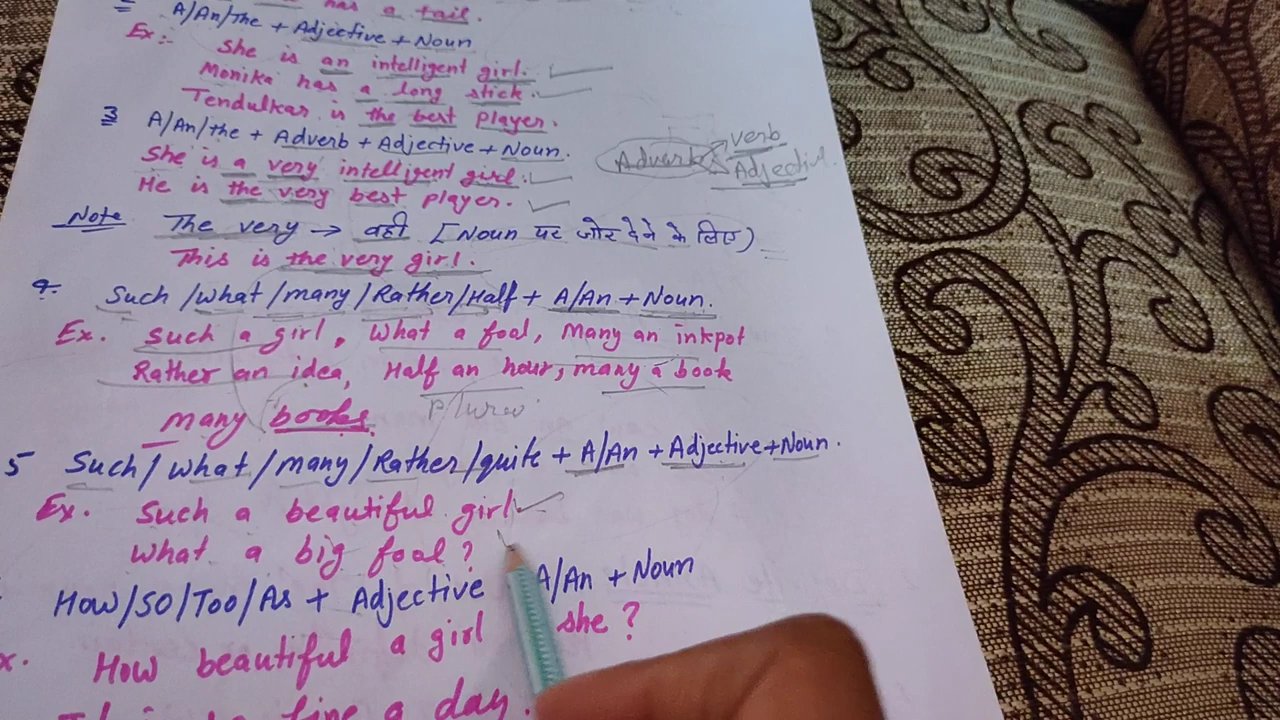 has a tail.
A/An/The + Adjective + Noun
Ex:- She is an intelligent girl.
Monika has a long stick.
Tendulkar is the best player.
3 A/An/the + Adverb + Adjective + Noun.
Adverb verb
Adjective
She is a very intelligent girl.
He is the very best player.
Note The very → वही [Noun पर जोर देने के लिए)
This is the very girl.
4. Such/what/many/Rather/Half + A/An + Noun.
Ex. Such a girl, What a fool, Many an inkpot
Rather an idea, Half an hour, many a book
many books.
5 Such/what/many/Rather/quite + A/An + Adjective + Noun.
Ex. Such a beautiful girl
What a big fool?
How/SO/Too/As + Adjective A/An + Noun
x. How beautiful a girl she?
fine a day.